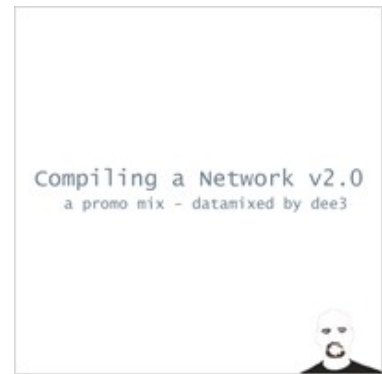 Compiling a Network v2.0
a promo mix - datamixed by dee3